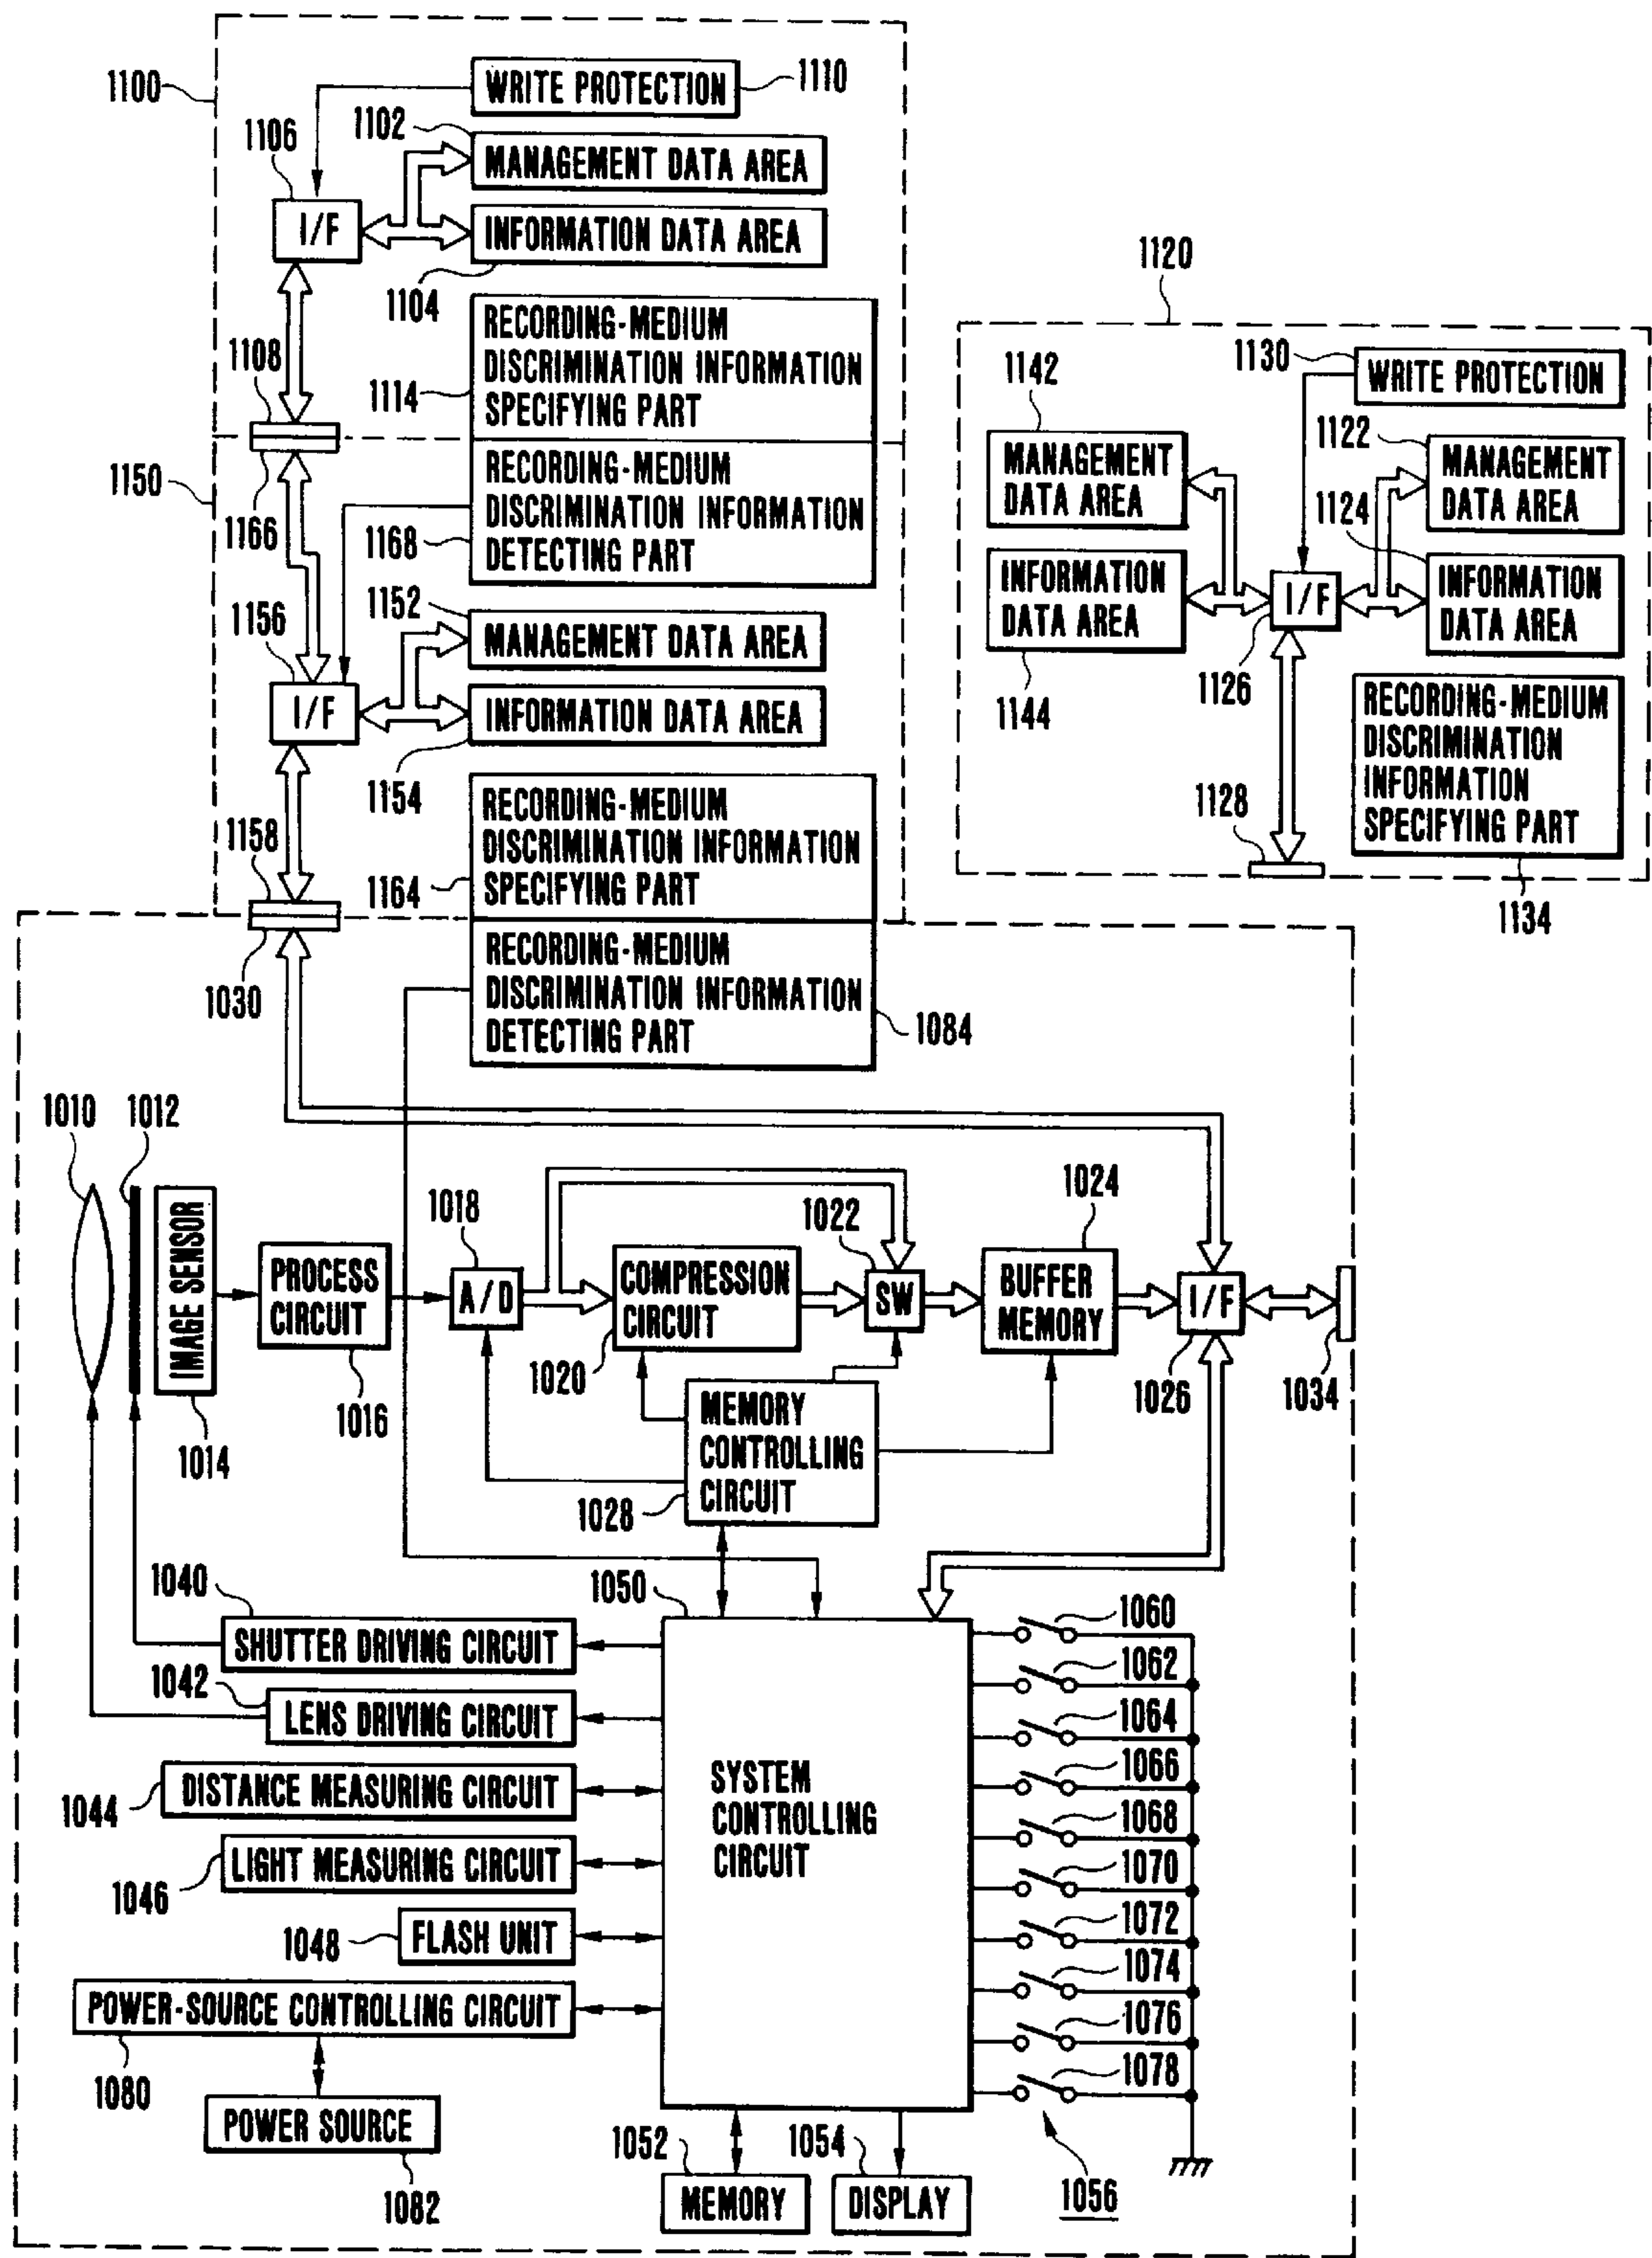 1100
WRITE PROTECTION
1110
1106
1102
MANAGEMENT DATA AREA
I/F
INFORMATION DATA AREA
1104
1108
1114
RECORDING-MEDIUM
DISCRIMINATION INFORMATION
SPECIFYING PART
1150
1166
1168
RECORDING-MEDIUM
DISCRIMINATION INFORMATION
DETECTING PART
1156
1152
MANAGEMENT DATA AREA
I/F
INFORMATION DATA AREA
1154
1158
1164
RECORDING-MEDIUM
DISCRIMINATION INFORMATION
SPECIFYING PART
1030
RECORDING-MEDIUM
DISCRIMINATION INFORMATION
DETECTING PART
1084
1120
1142
1130
WRITE PROTECTION
MANAGEMENT
DATA AREA
1122
MANAGEMENT
DATA AREA
1124
INFORMATION
DATA AREA
I/F
INFORMATION
DATA AREA
1144
1126
1128
RECORDING-MEDIUM
DISCRIMINATION
INFORMATION
SPECIFYING PART
1134
1010
1012
IMAGE SENSOR
1014
PROCESS
CIRCUIT
1016
1018
A/D
COMPRESSION
CIRCUIT
1020
1022
SW
1024
BUFFER
MEMORY
I/F
1026
1034
MEMORY
CONTROLLING
CIRCUIT
1028
1040
SHUTTER DRIVING CIRCUIT
1042
LENS DRIVING CIRCUIT
1044
DISTANCE MEASURING CIRCUIT
1046
LIGHT MEASURING CIRCUIT
1048
FLASH UNIT
POWER-SOURCE CONTROLLING CIRCUIT
1080
POWER SOURCE
1082
1050
SYSTEM
CONTROLLING
CIRCUIT
1060
1062
1064
1066
1068
1070
1072
1074
1076
1078
1052
MEMORY
1054
DISPLAY
1056